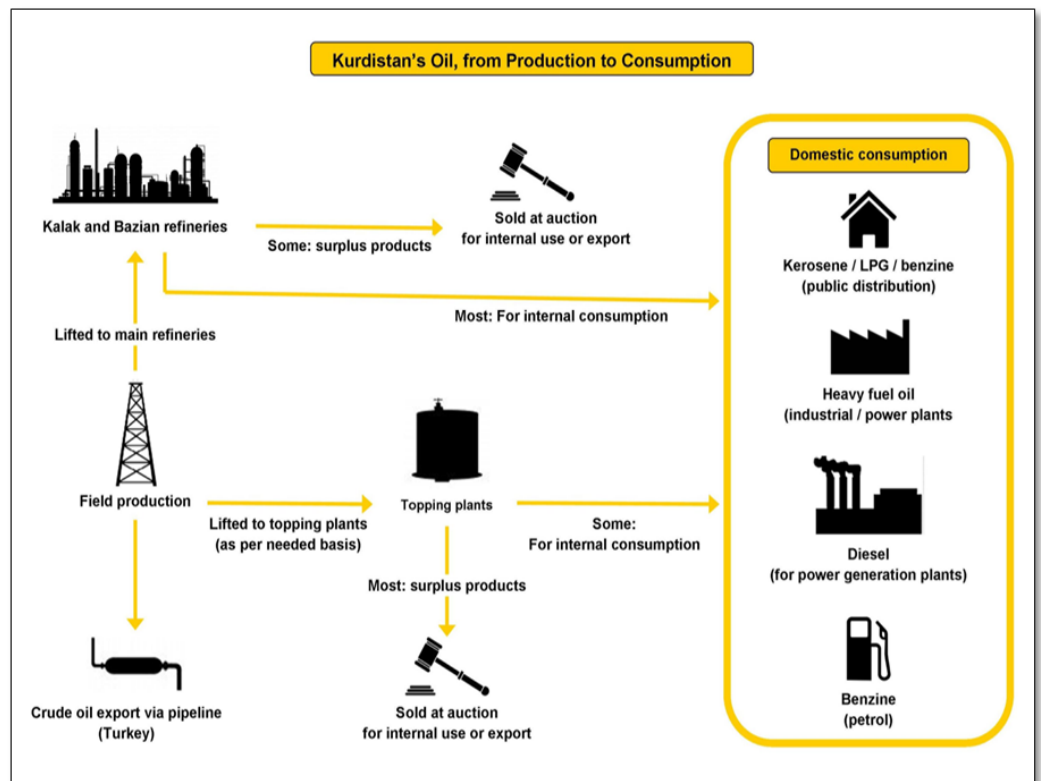 Kurdistan's Oil, from Production to Consumption
Kalak and Bazian refineries
Some: surplus products
Sold at auction
for internal use or export
Most: For internal consumption
Lifted to main refineries
Field production
Lifted to topping plants
(as per needed basis)
Topping plants
Some:
For internal consumption
Most: surplus products
Crude oil export via pipeline
(Turkey)
Sold at auction
for internal use or export
Domestic consumption
Kerosene / LPG / benzine
(public distribution)
Heavy fuel oil
(industrial / power plants
Diesel
(for power generation plants)
Benzine
(petrol)